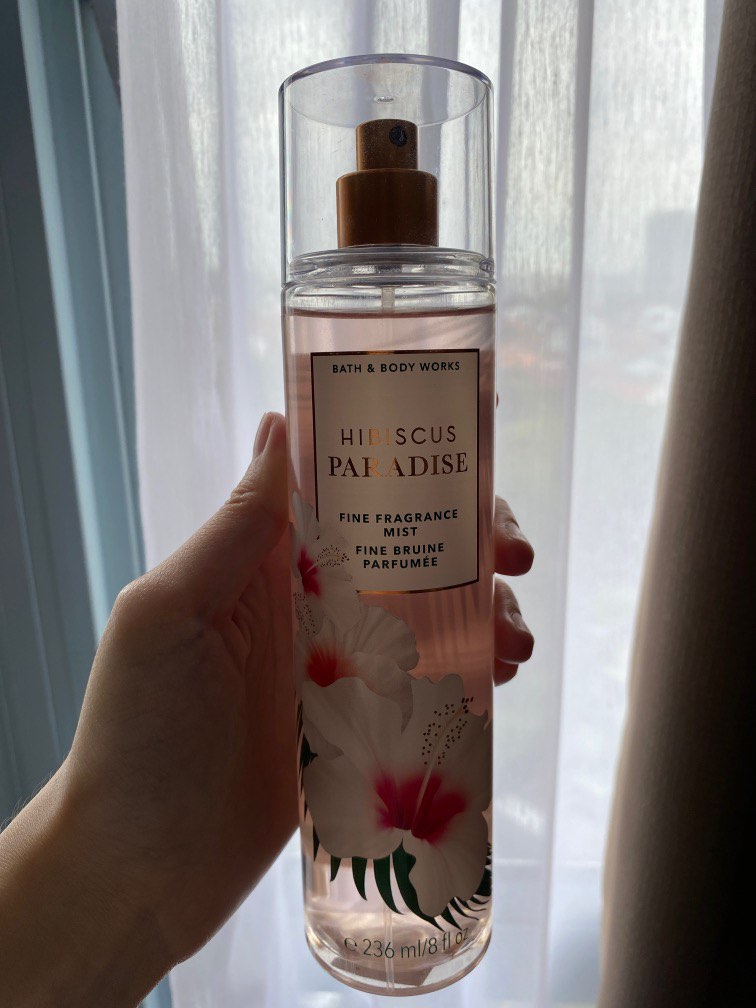 BATH & BODY WORKS
HIBISCUS
PARADISE
FINE FRAGRANCE
MIST
FINE BRUINE
PARFUMÉE
℮ 236 ml/8 fl oz